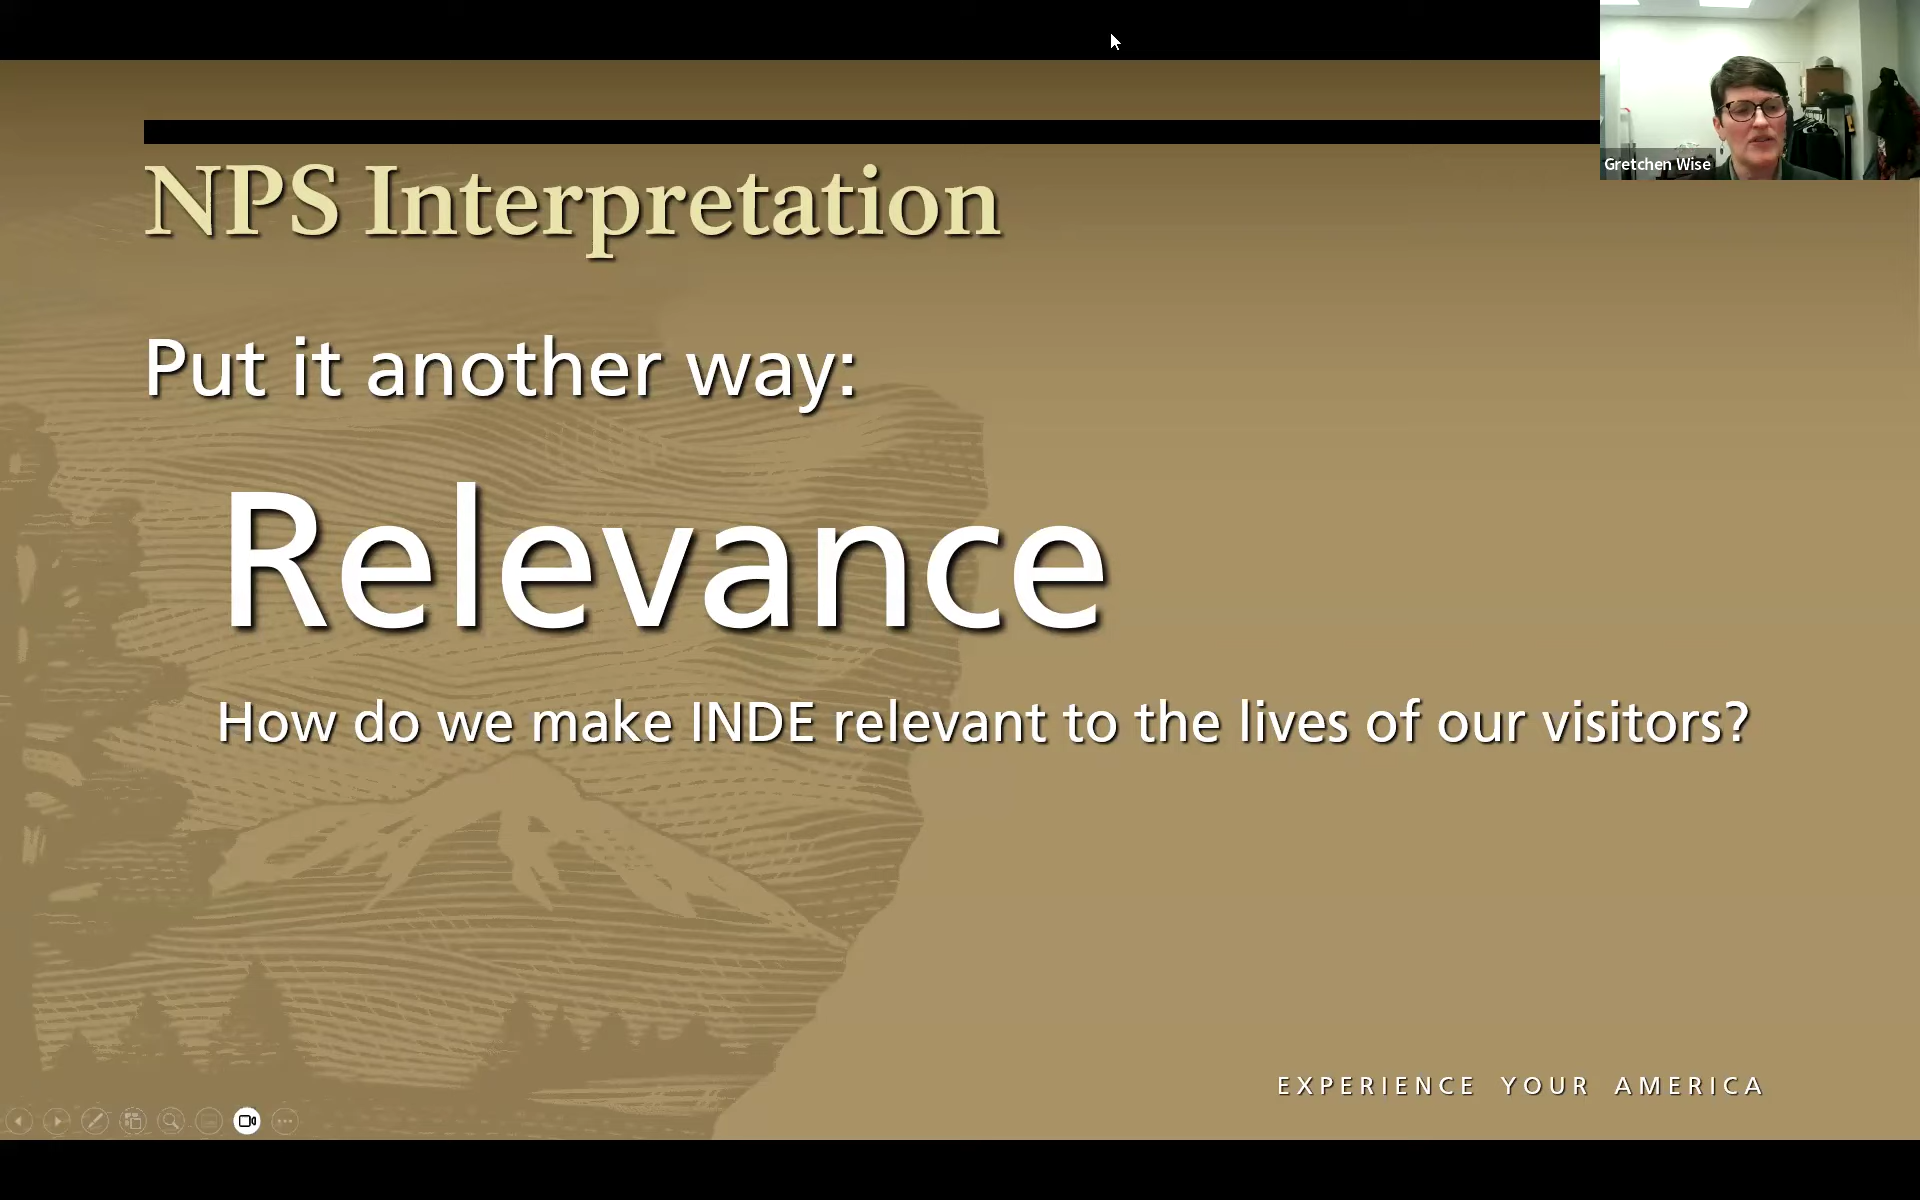 Gretchen Wise
NPS Interpretation
Put it another way:
Relevance
How do we make INDE relevant to the lives of our visitors?
EXPERIENCE YOUR AMERICA